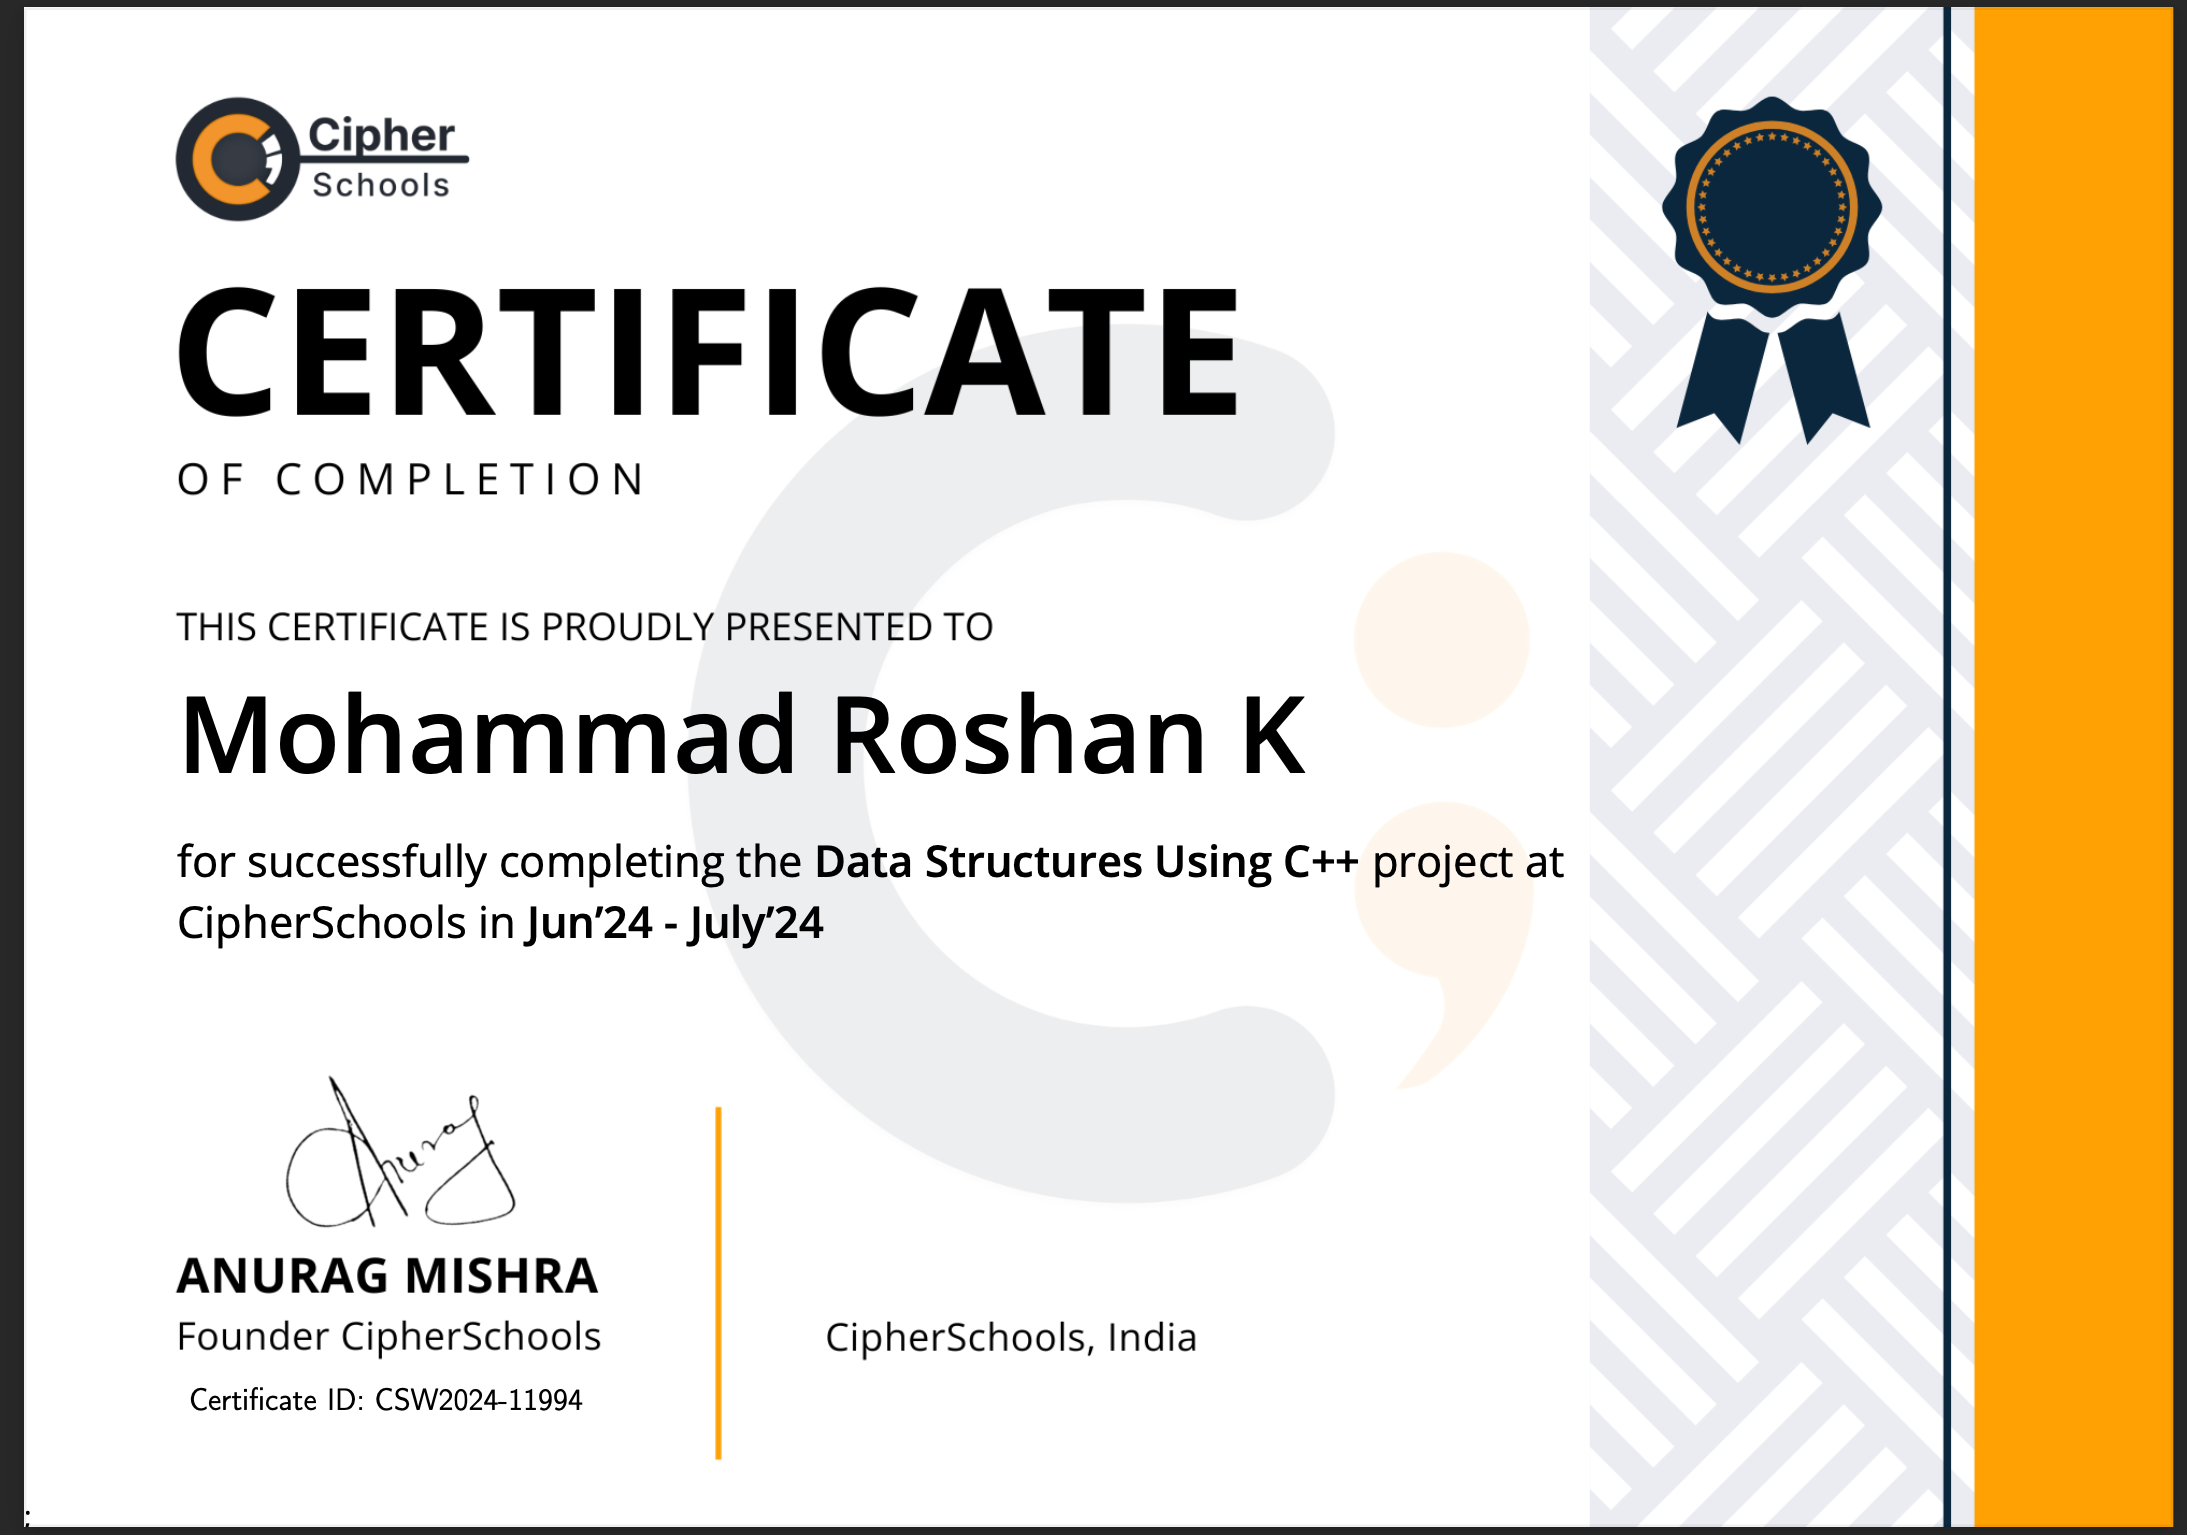 Cipher
Schools
CERTIFICATE
OF COMPLETION
THIS CERTIFICATE IS PROUDLY PRESENTED TO
Mohammad Roshan K
for successfully completing the Data Structures Using C++ project at
CipherSchools in Jun’24 - July’24
Anurag
ANURAG MISHRA
Founder CipherSchools
CipherSchools, India
Certificate ID: CSW2024-11994
;